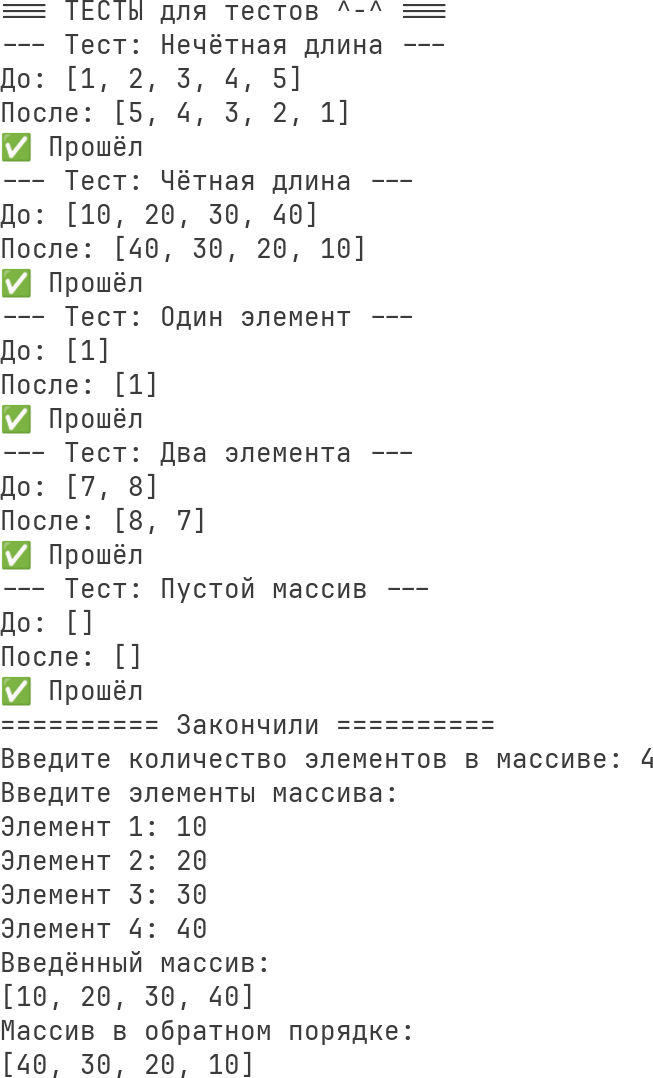 === ТЕСТЫ для тестов ^-^ ===
--- Тест: Нечётная длина ---
До: [1, 2, 3, 4, 5]
После: [5, 4, 3, 2, 1]
✅ Прошёл
--- Тест: Чётная длина ---
До: [10, 20, 30, 40]
После: [40, 30, 20, 10]
✅ Прошёл
--- Тест: Один элемент ---
До: [1]
После: [1]
✅ Прошёл
--- Тест: Два элемента ---
До: [7, 8]
После: [8, 7]
✅ Прошёл
--- Тест: Пустой массив ---
До: []
После: []
✅ Прошёл
========== Закончили ==========
Введите количество элементов в массиве: 4
Введите элементы массива:
Элемент 1: 10
Элемент 2: 20
Элемент 3: 30
Элемент 4: 40
Введённый массив:
[10, 20, 30, 40]
Массив в обратном порядке:
[40, 30, 20, 10]